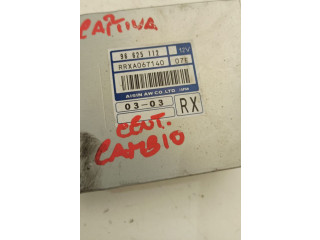 CAPTIVA
96 625 112 12V
RRXA067140 07E
AISIN AW CO.,LTD
03-03 RX
CENT.
CAMBIO